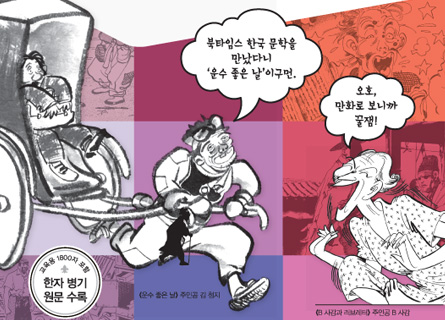 북타임스 한국 문학을
만났다니
‘운수 좋은 날’이구먼.
오호,
만화로 보니까
꿀잼!
교육용 1800자 포함
한자 병기
원문 수록
《운수 좋은 날》 주인공 김 첨지
《B 사감과 러브레터》 주인공 B 사감